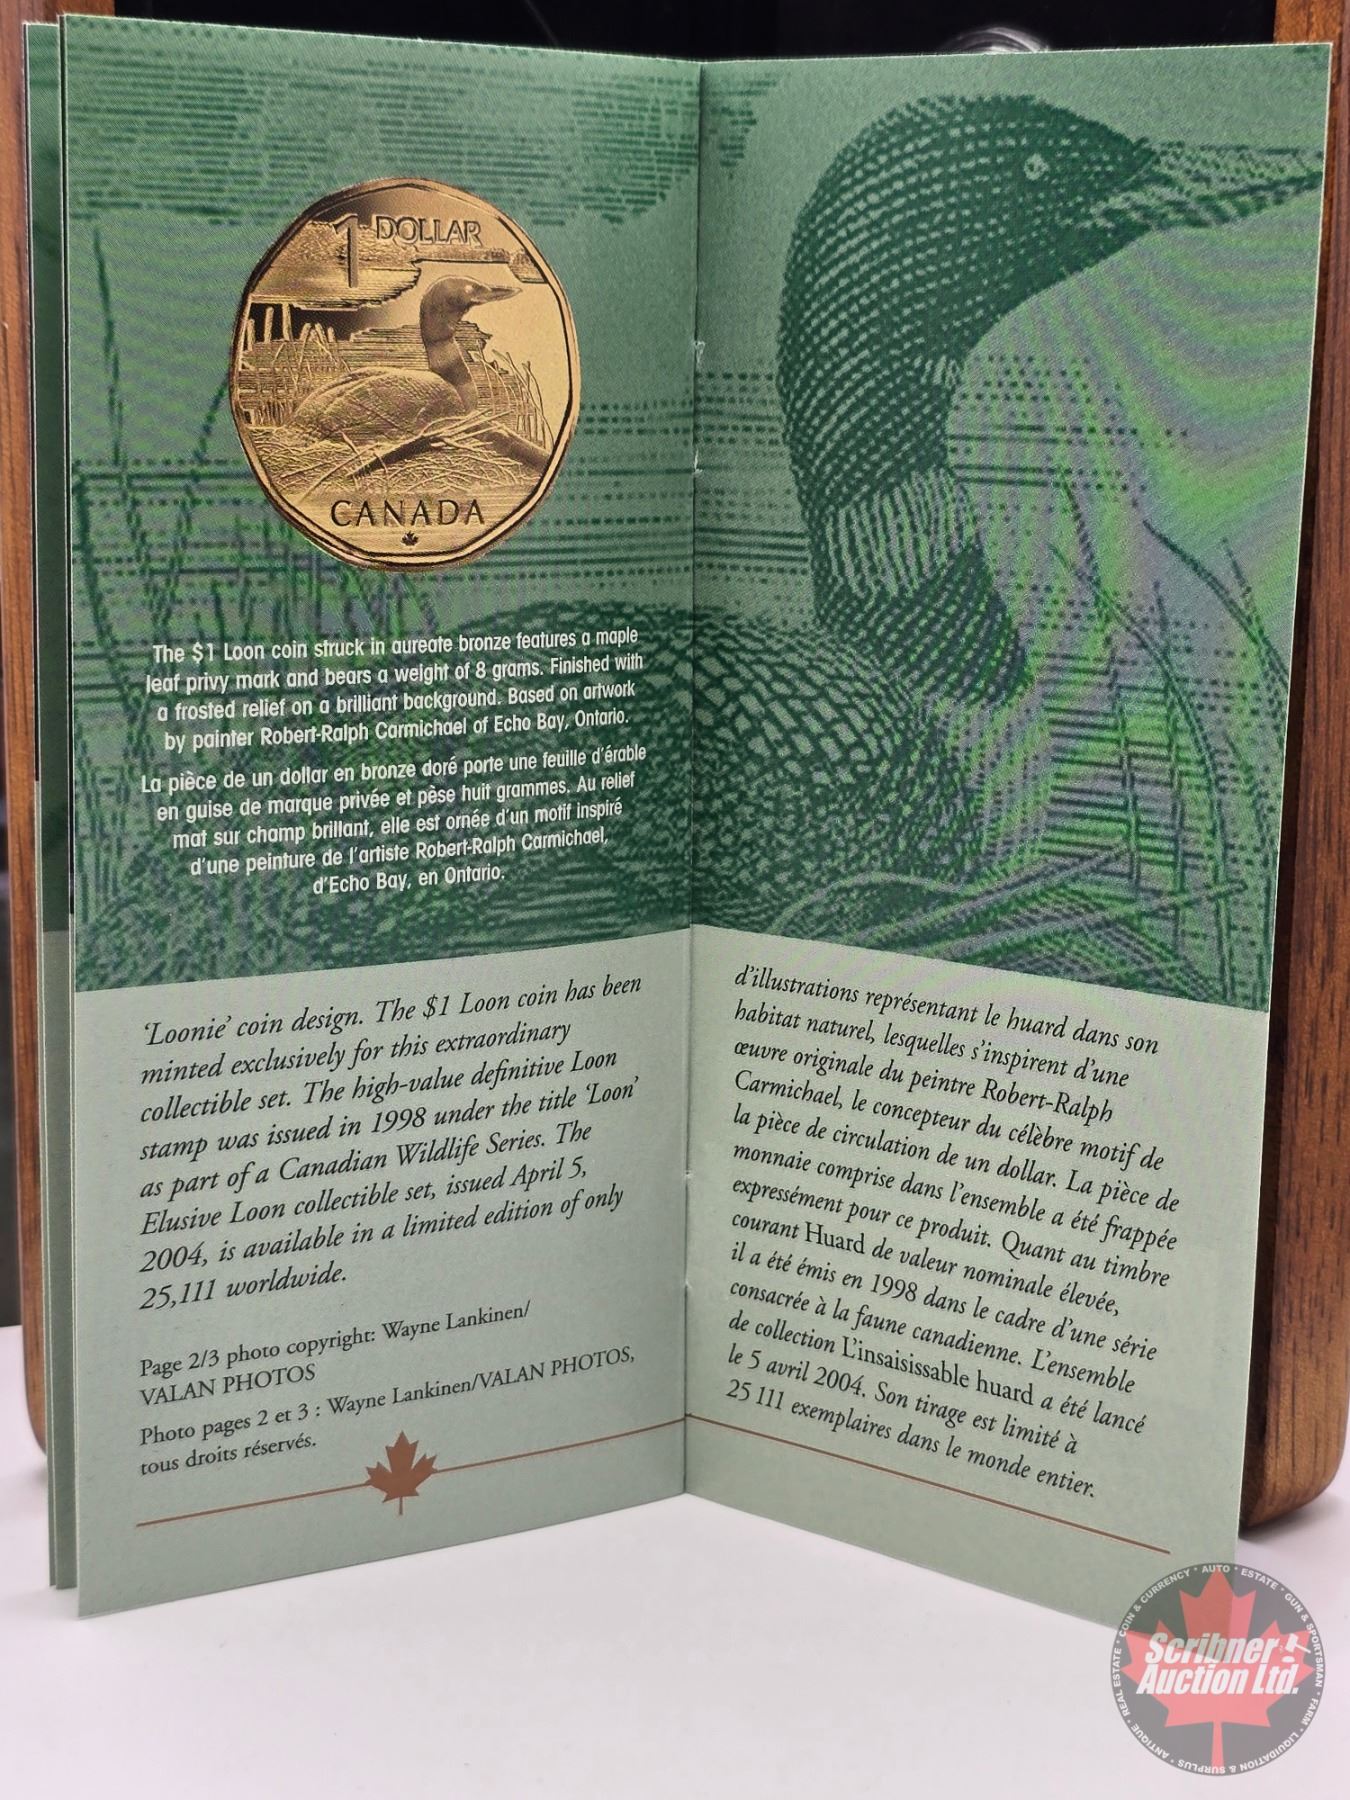 1 DOLLAR
CANADA
The $1 Loon coin struck in aureate bronze features a maple
leaf privy mark and bears a weight of 8 grams. Finished with
a frosted relief on a brilliant background. Based on artwork
by painter Robert-Ralph Carmichael of Echo Bay, Ontario.
La pièce de un dollar en bronze doré porte une feuille d'érable
en guise de marque privée et pèse huit grammes. Au relief
mat sur champ brillant, elle est ornée d'un motif inspiré
d'une peinture de l'artiste Robert-Ralph Carmichael,
d'Echo Bay, en Ontario.
'Loonie' coin design. The $1 Loon coin has been
minted exclusively for this extraordinary
collectible set. The high-value definitive Loon
stamp was issued in 1998 under the title 'Loon'
as part of a Canadian Wildlife Series. The
Elusive Loon collectible set, issued April 5,
2004, is available in a limited edition of only
25,111 worldwide.
Page 2/3 photo copyright: Wayne Lankinen/
VALAN PHOTOS
Photo pages 2 et 3 : Wayne Lankinen/VALAN PHOTOS,
tous droits réservés.
d'illustrations représentant le huard dans son
habitat naturel, lesquelles s'inspirent d'une
œuvre originale du peintre Robert-Ralph
Carmichael, le concepteur du célèbre motif de
la pièce de circulation de un dollar. La pièce de
monnaie comprise dans l'ensemble a été frappée
expressément pour ce produit. Quant au timbre
courant Huard de valeur nominale élevée,
il a été émis en 1998 dans le cadre d'une série
consacrée à la faune canadienne. L'ensemble
de collection L'insaisissable huard a été lancé
le 5 avril 2004. Son tirage est limité à
25 111 exemplaires dans le monde entier.
Scribner
Auction Ltd.
COIN & CURRENCY * AUTO * ESTATE * GUN & SPORTSMAN * FARM * LIQUIDATION & SURPLUS * ANTIQUE * REAL ESTATE *